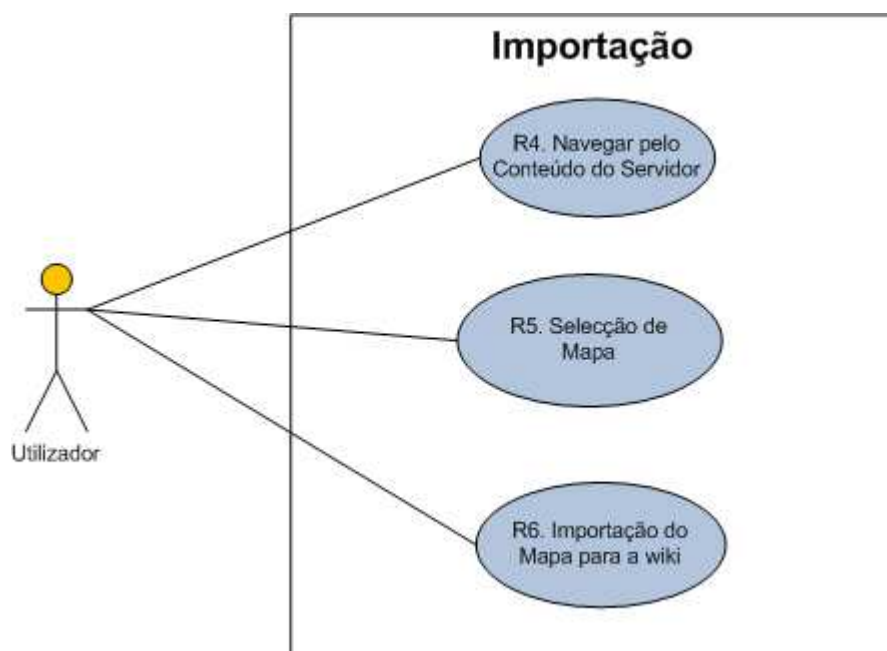 Importação
R4. Navegar pelo
Conteúdo do Servidor
R5. Selecção de
Mapa
Utilizador
R6. Importação do
Mapa para a wiki